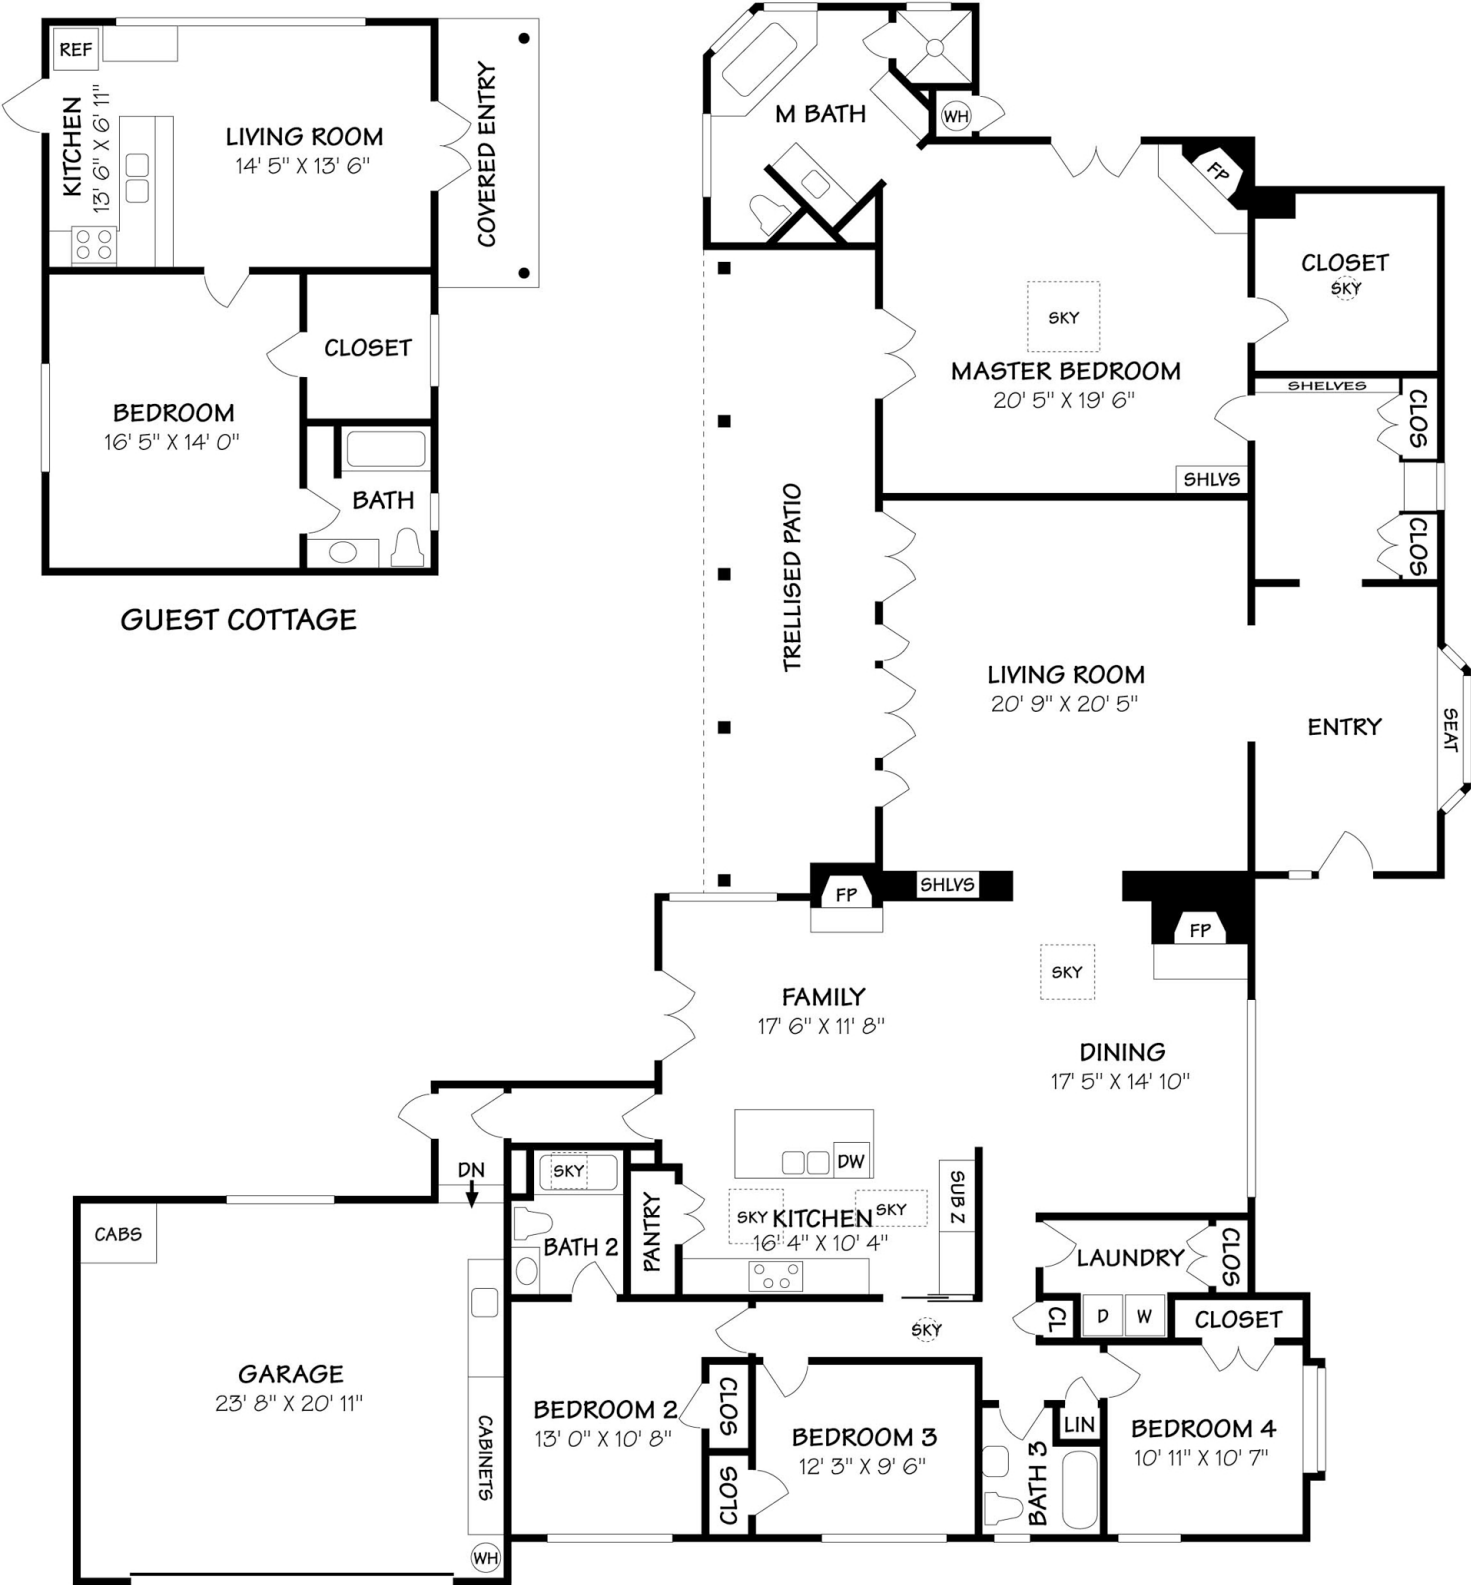 REF
KITCHEN
13' 6" X 6' 11"
LIVING ROOM
14' 5" X 13' 6"
COVERED ENTRY
CLOSET
BEDROOM
16' 5" X 14' 0"
BATH
GUEST COTTAGE
M BATH
WH
FP
CLOSET
SKY
SKY
MASTER BEDROOM
20' 5" X 19' 6"
SHELVES
CLOS
SHLVS
CLOS
TRELLISED PATIO
LIVING ROOM
20' 9" X 20' 5"
ENTRY
SEAT
FP
SHLVS
FP
SKY
FAMILY
17' 6" X 11' 8"
DINING
17' 5" X 14' 10"
DN
SKY
DW
SUB Z
PANTRY
SKY
KITCHEN
SKY
16' 4" X 10' 4"
BATH 2
CABS
LAUNDRY
CLOS
CL
D
W
CLOSET
SKY
GARAGE
23' 8" X 20' 11"
CABINETS
WH
BEDROOM 2
13' 0" X 10' 8"
CLOS
CLOS
BEDROOM 3
12' 3" X 9' 6"
LIN
BATH 3
BEDROOM 4
10' 11" X 10' 7"